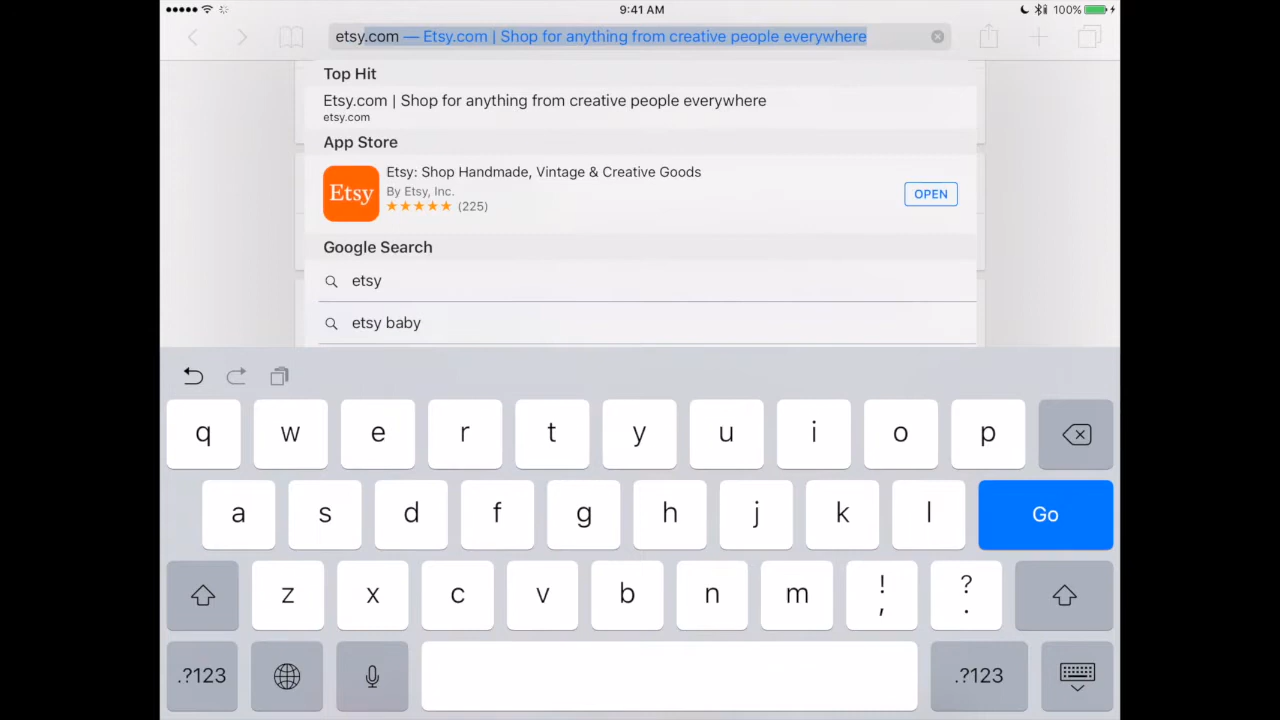 9:41 AM
100%
etsy.com — Etsy.com | Shop for anything from creative people everywhere
Top Hit
Etsy.com | Shop for anything from creative people everywhere
etsy.com
App Store
Etsy
Etsy: Shop Handmade, Vintage & Creative Goods
By Etsy, Inc.
★★★★★ (225)
OPEN
Google Search
etsy
etsy baby
q w e r t y u i o p
a s d f g h j k l Go
z x c v b n m ! , ? .
.?123 .?123